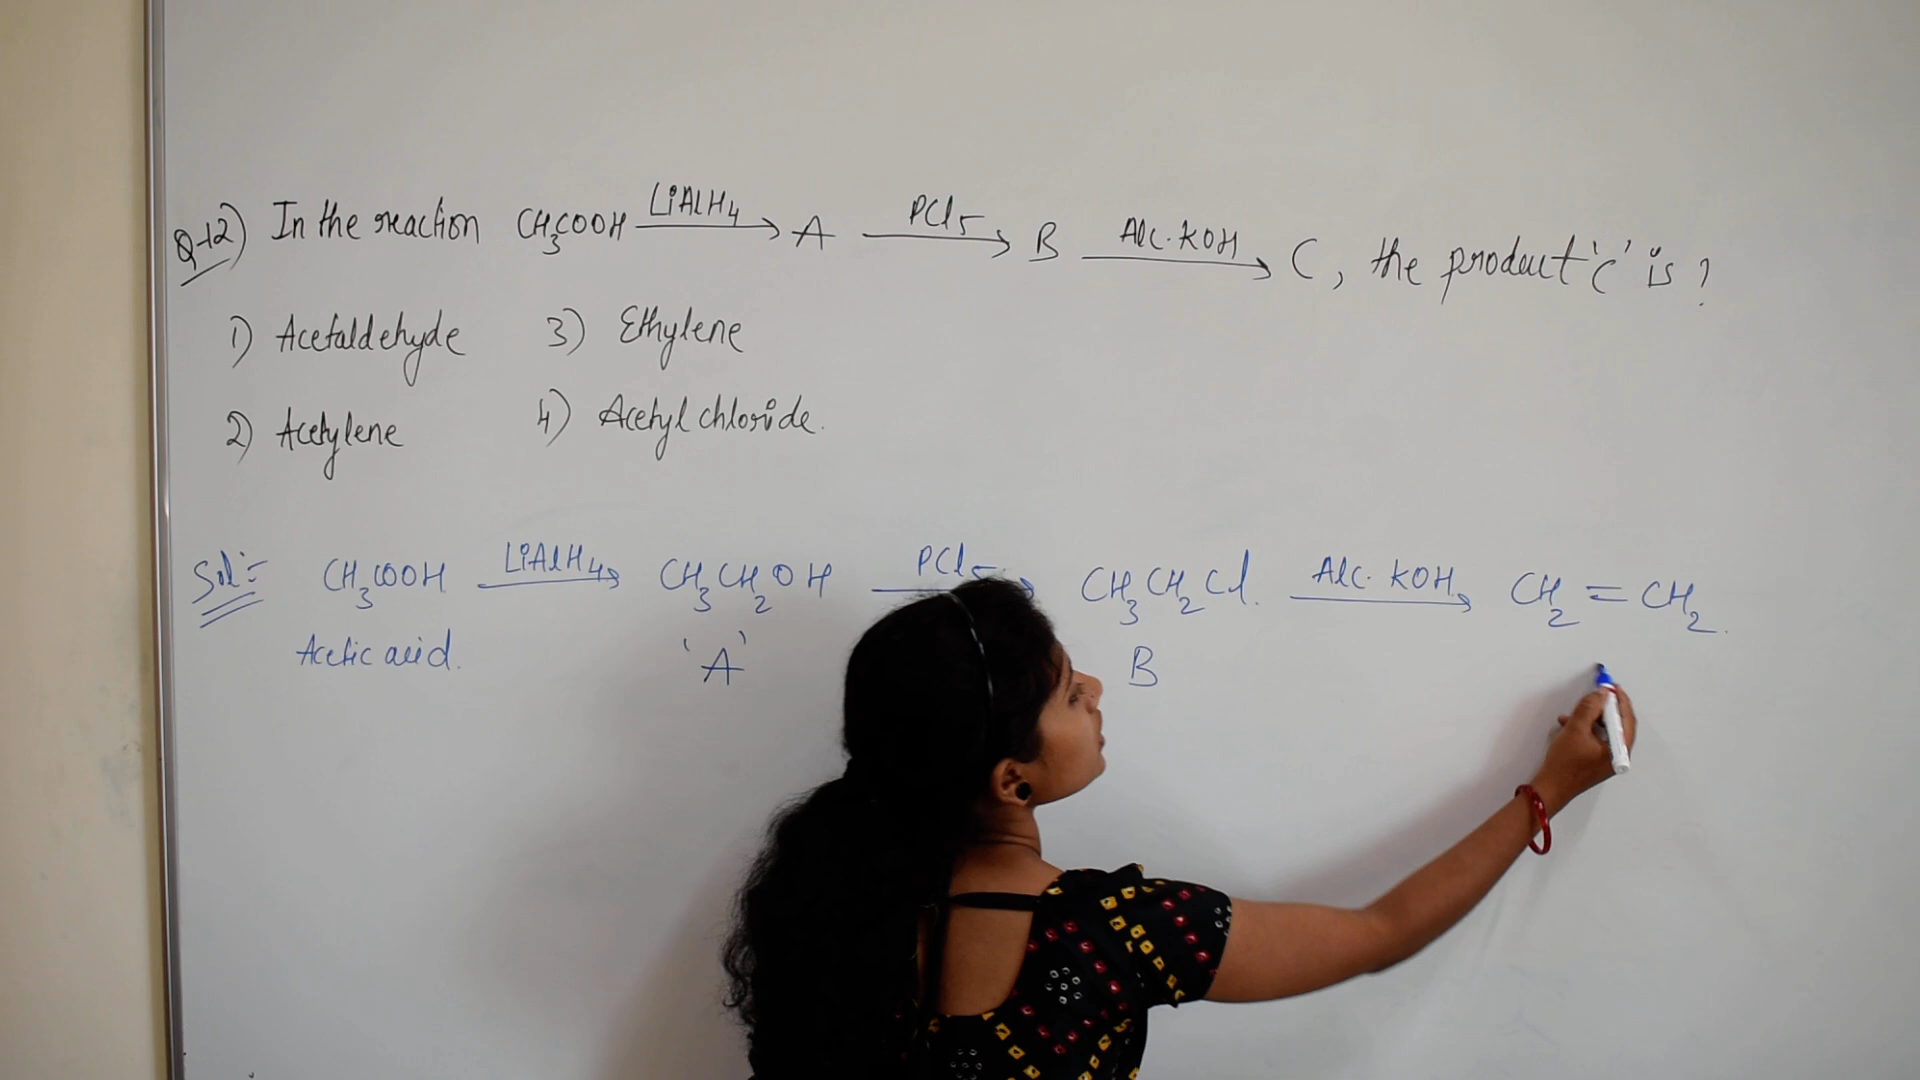 Q-12) In the reaction CH3COOH LiAlH4→ A PCl5→ B Alc. KOH→ C, the product 'C' is ?
1) Acetaldehyde 3) Ethylene
2) Acetylene 4) Acetyl chloride.
Sol:- CH3COOH LiAlH4→ CH3CH2OH PCl5→ CH3CH2Cl. Alc. KOH→ CH2=CH2.
Acetic acid. 'A' B